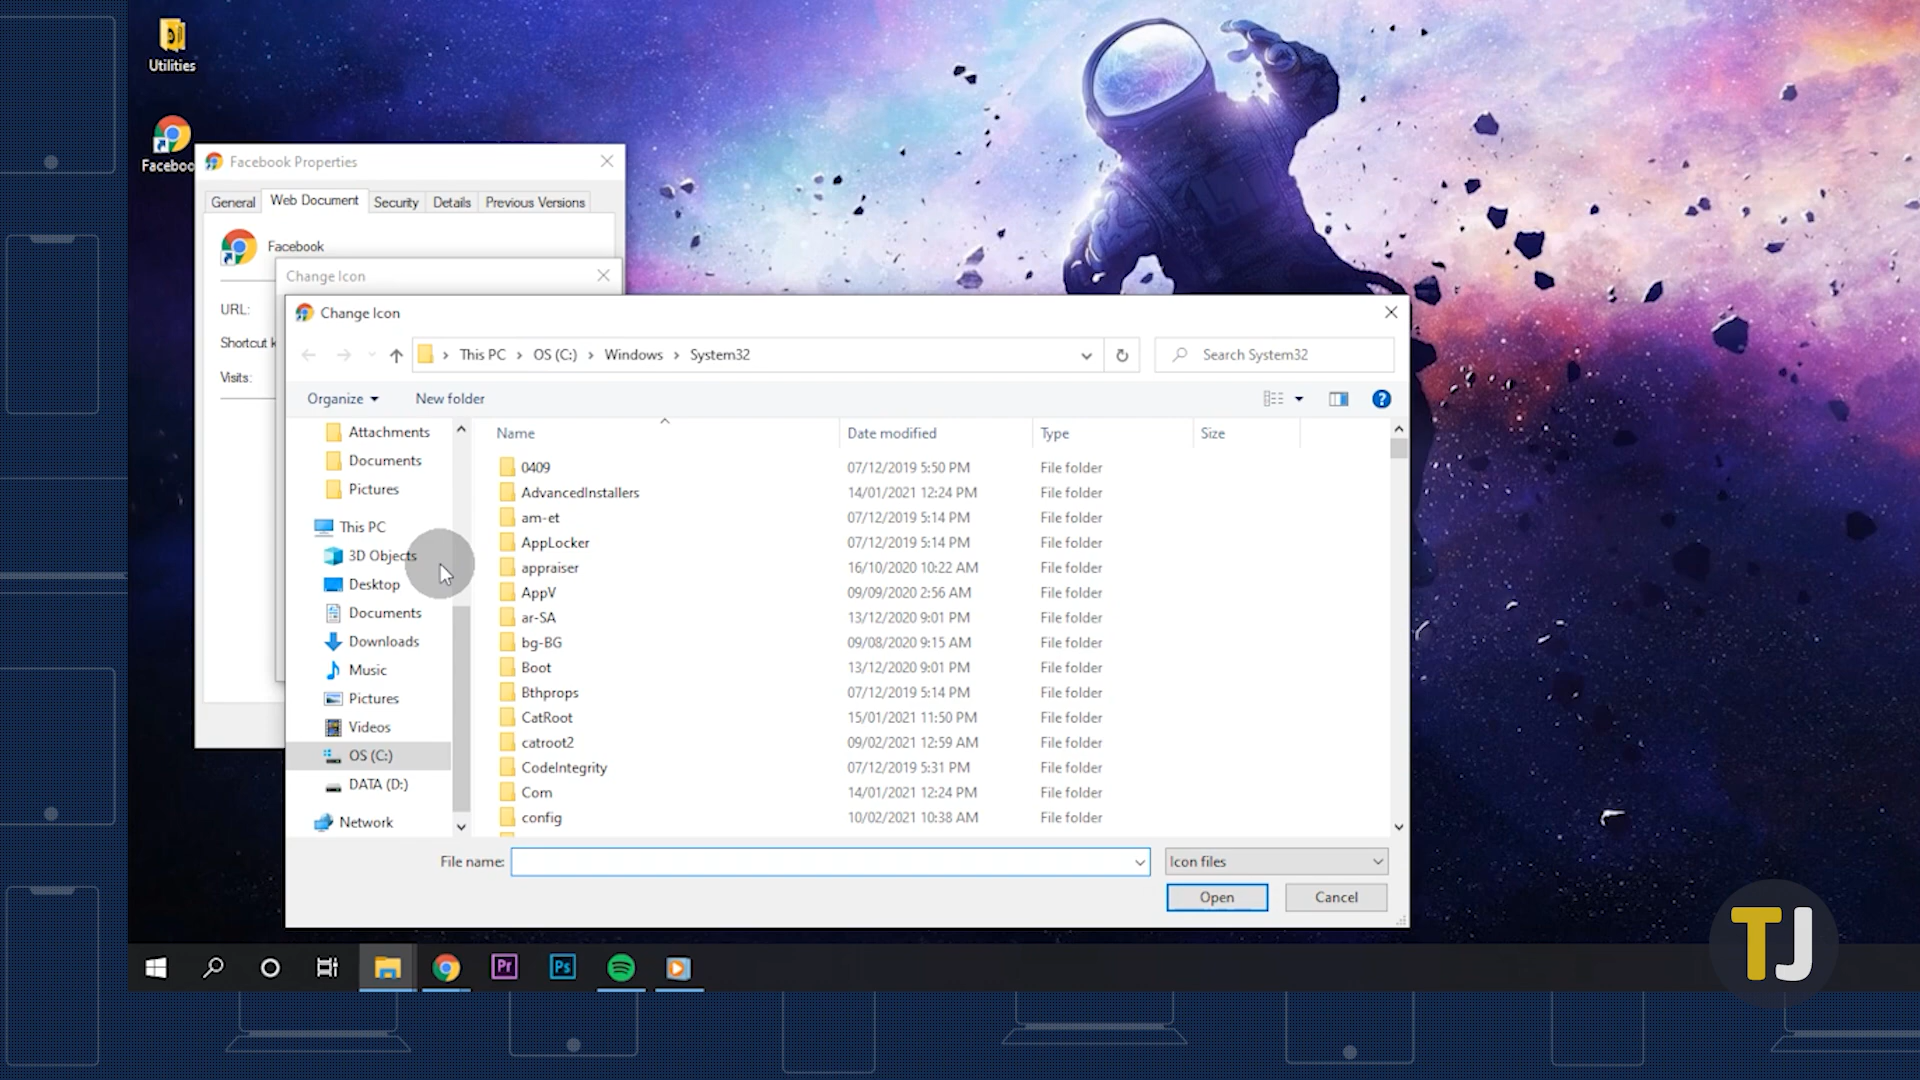 Utilities
Faceboo
Facebook Properties
General Web Document Security Details Previous Versions
Facebook
URL:
Shortcut k
Visits:
Change Icon
Change Icon
This PC › OS (C:) › Windows › System32
Search System32
Organize New folder
Attachments
Documents
Pictures
This PC
3D Objects
Desktop
Documents
Downloads
Music
Pictures
Videos
OS (C:)
DATA (D:)
Network
Name Date modified Type Size
0409 07/12/2019 5:50 PM File folder
AdvancedInstallers 14/01/2021 12:24 PM File folder
am-et 07/12/2019 5:14 PM File folder
AppLocker 07/12/2019 5:14 PM File folder
appraiser 16/10/2020 10:22 AM File folder
AppV 09/09/2020 2:56 AM File folder
ar-SA 13/12/2020 9:01 PM File folder
bg-BG 09/08/2020 9:15 AM File folder
Boot 13/12/2020 9:01 PM File folder
Bthprops 07/12/2019 5:14 PM File folder
CatRoot 15/01/2021 11:50 PM File folder
catroot2 09/02/2021 12:59 AM File folder
CodeIntegrity 07/12/2019 5:31 PM File folder
Com 14/01/2021 12:24 PM File folder
config 10/02/2021 10:38 AM File folder
File name: Icon files
Open Cancel
Pr Ps
TJ